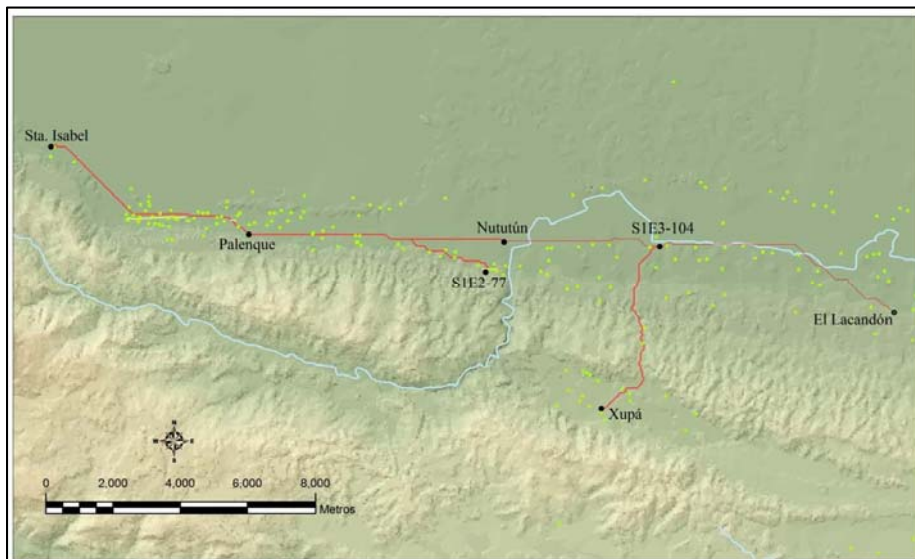 Sta. Isabel
Palenque
Nututún
S1E3-104
S1E2-77
El Lacandón
Xupá
N
W E
S
0 2,000 4,000 6,000 8,000
Metros